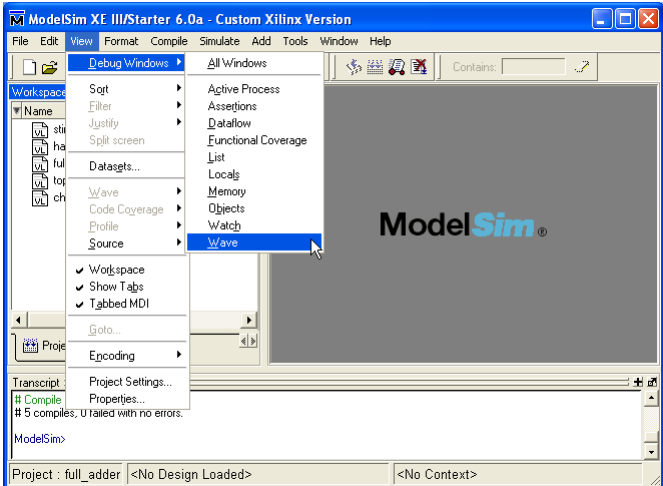 ModelSim XE III/Starter 6.0a - Custom Xilinx Version
File Edit View Format Compile Simulate Add Tools Window Help
Contains:
Workspace
Name
Debug Windows
Sort
Filter
Justify
Split screen
Datasets...
Wave
Code Coverage
Profile
Source
Workspace
Show Tabs
Tabbed MDI
Goto...
Encoding
Project Settings...
Properties...
All Windows
Active Process
Assertions
Dataflow
Functional Coverage
List
Locals
Memory
Objects
Watch
Wave
ModelSim®
Transcript
# Compile
# 5 compiles, 0 failed with no errors.
ModelSim>
Project : full_adder <No Design Loaded> <No Context>